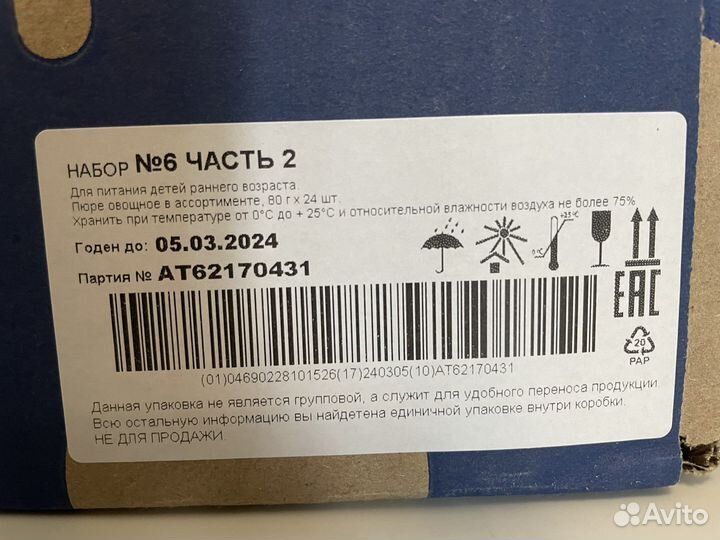 НАБОР №6 ЧАСТЬ 2
Для питания детей раннего возраста.
Пюре овощное в ассортименте, 80 г х 24 шт.
Хранить при температуре от 0°С до + 25°С и относительной влажности воздуха не более 75%
Годен до: 05.03.2024
Партия № АТ62170431
+25°C
0°C
EAC
20
PAP
(01)04690228101526(17)240305(10)AT62170431
Данная упаковка не является групповой, а служит для удобного переноса продукции.
Всю остальную информацию вы найдетена единичной упаковке внутри коробки.
НЕ ДЛЯ ПРОДАЖИ.
Avito